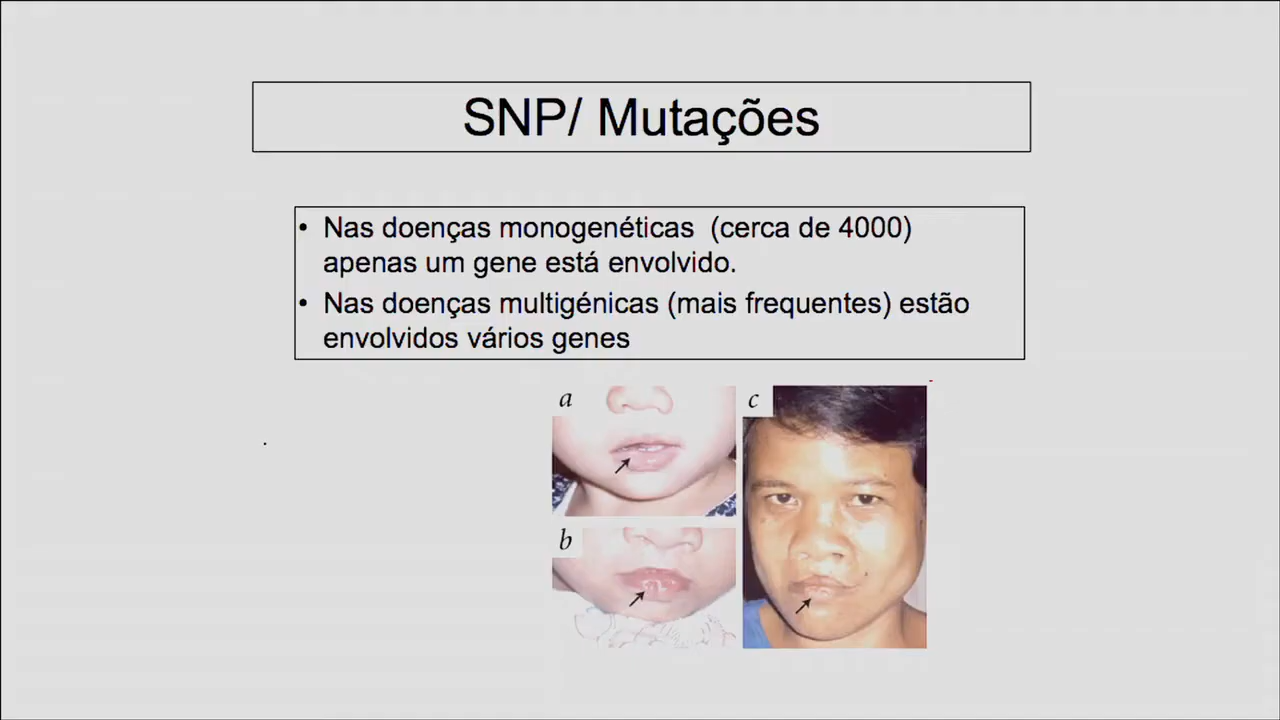 SNP/ Mutações
• Nas doenças monogenéticas (cerca de 4000)
apenas um gene está envolvido.
• Nas doenças multigénicas (mais frequentes) estão
envolvidos vários genes
a
c
b